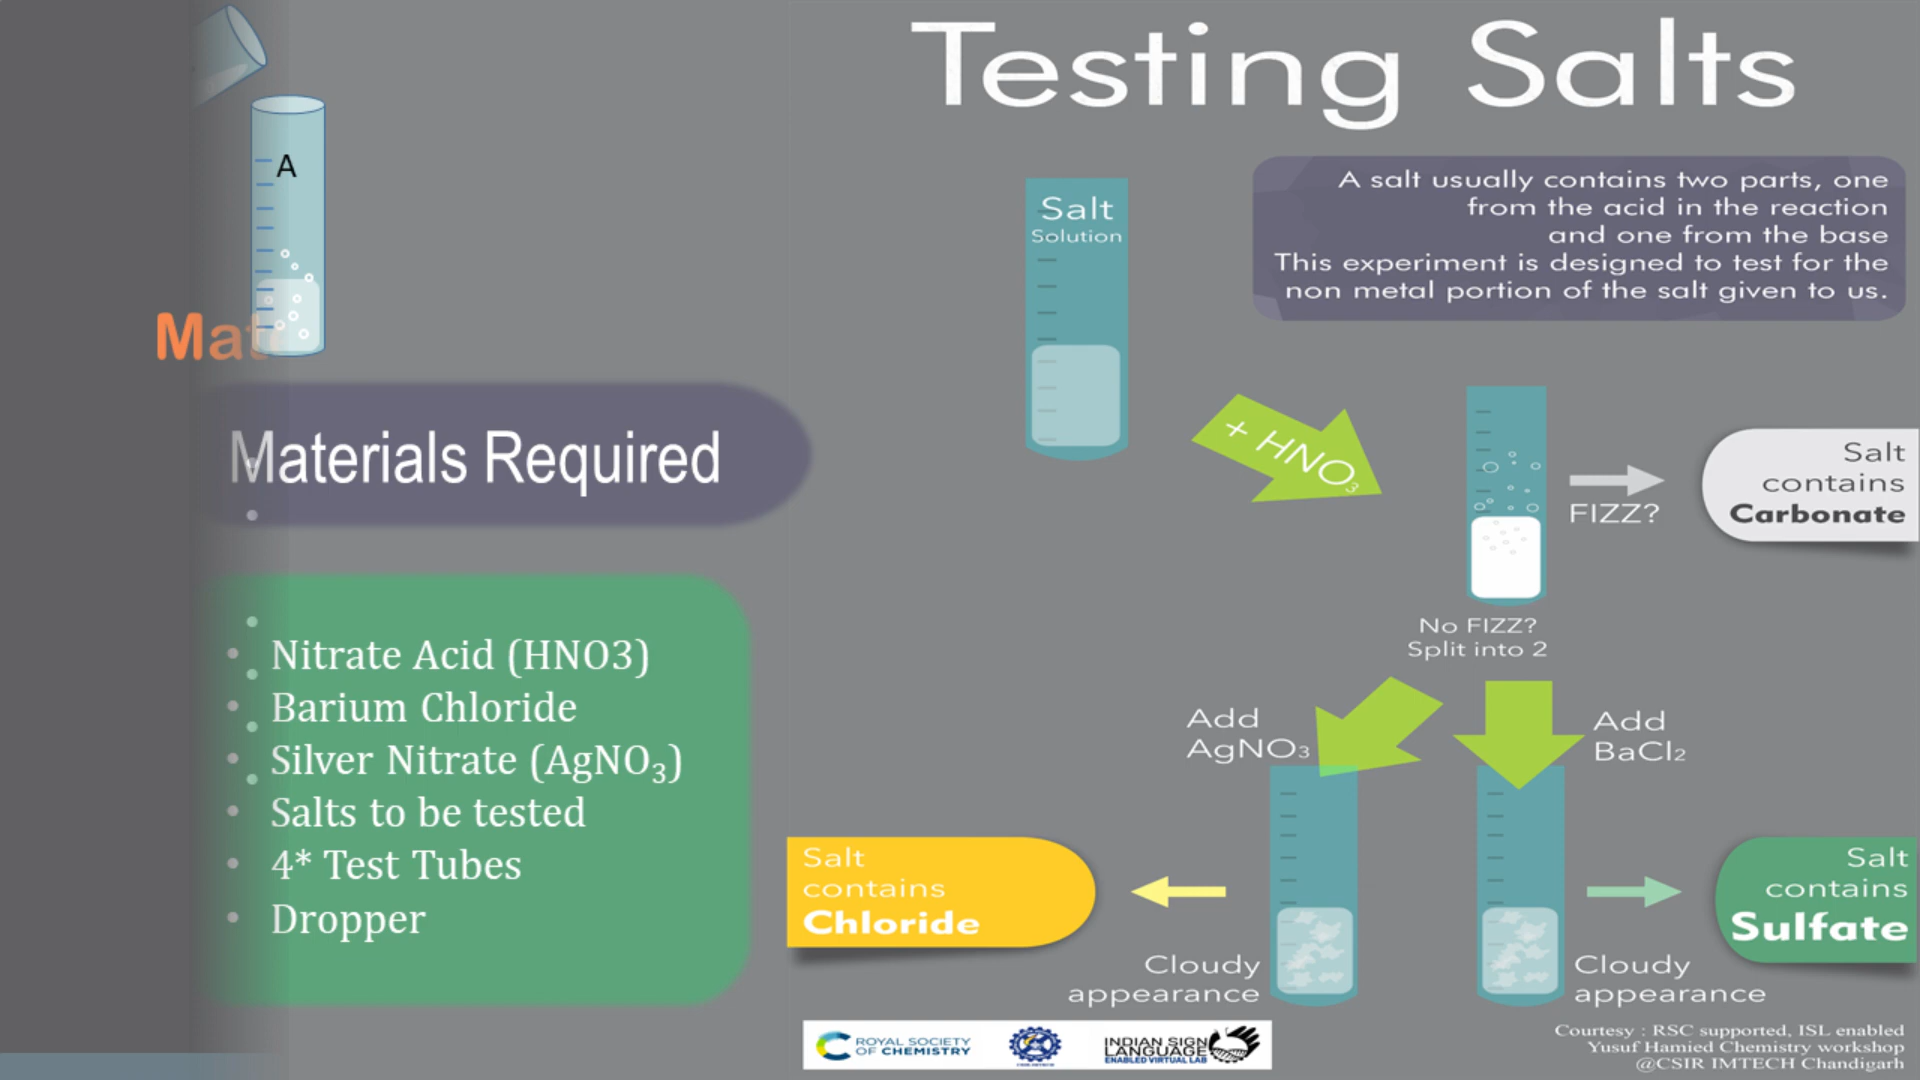 Testing Salts
A
Salt
Solution
A salt usually contains two parts, one
from the acid in the reaction
and one from the base
This experiment is designed to test for the
non metal portion of the salt given to us.
Mat
Materials Required
• Nitrate Acid (HNO3)
• Barium Chloride
• Silver Nitrate (AgNO₃)
• Salts to be tested
• 4* Test Tubes
• Dropper
+ HNO₃
FIZZ?
Salt
contains
Carbonate
No FIZZ?
Split into 2
Add
AgNO₃
Add
BaCl₂
Salt
contains
Chloride
Cloudy
appearance
Cloudy
appearance
Salt
contains
Sulfate
ROYAL SOCIETY
OF CHEMISTRY
INDIAN SIGN
LANGUAGE
ENABLED VIRTUAL LAB
Courtesy : RSC supported, ISL enabled
Yusuf Hamied Chemistry workshop
@CSIR IMTECH Chandigarh